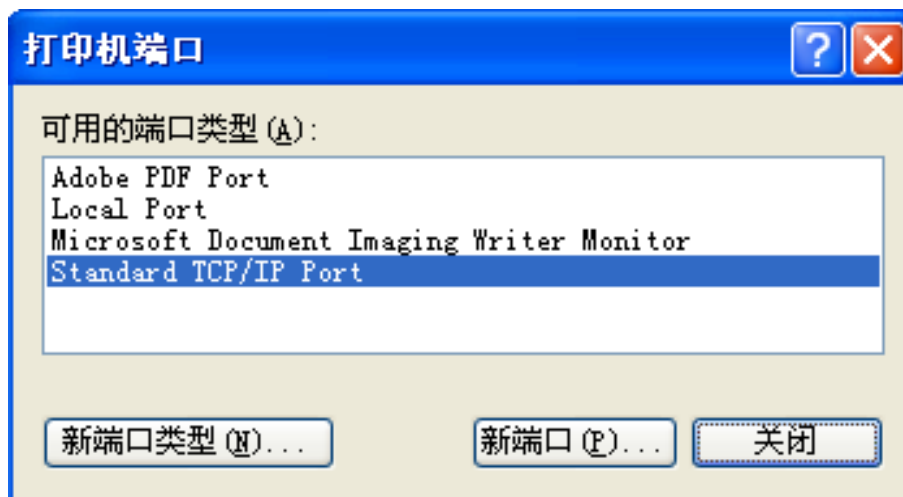 打印机端口
可用的端口类型(A):
Adobe PDF Port
Local Port
Microsoft Document Imaging Writer Monitor
Standard TCP/IP Port
新端口类型(N)... 新端口(P)... 关闭